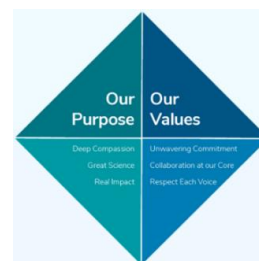 Our Purpose
Deep Compassion
Great Science
Real Impact
Our Values
Unwavering Commitment
Collaboration at our Core
Respect Each Voice